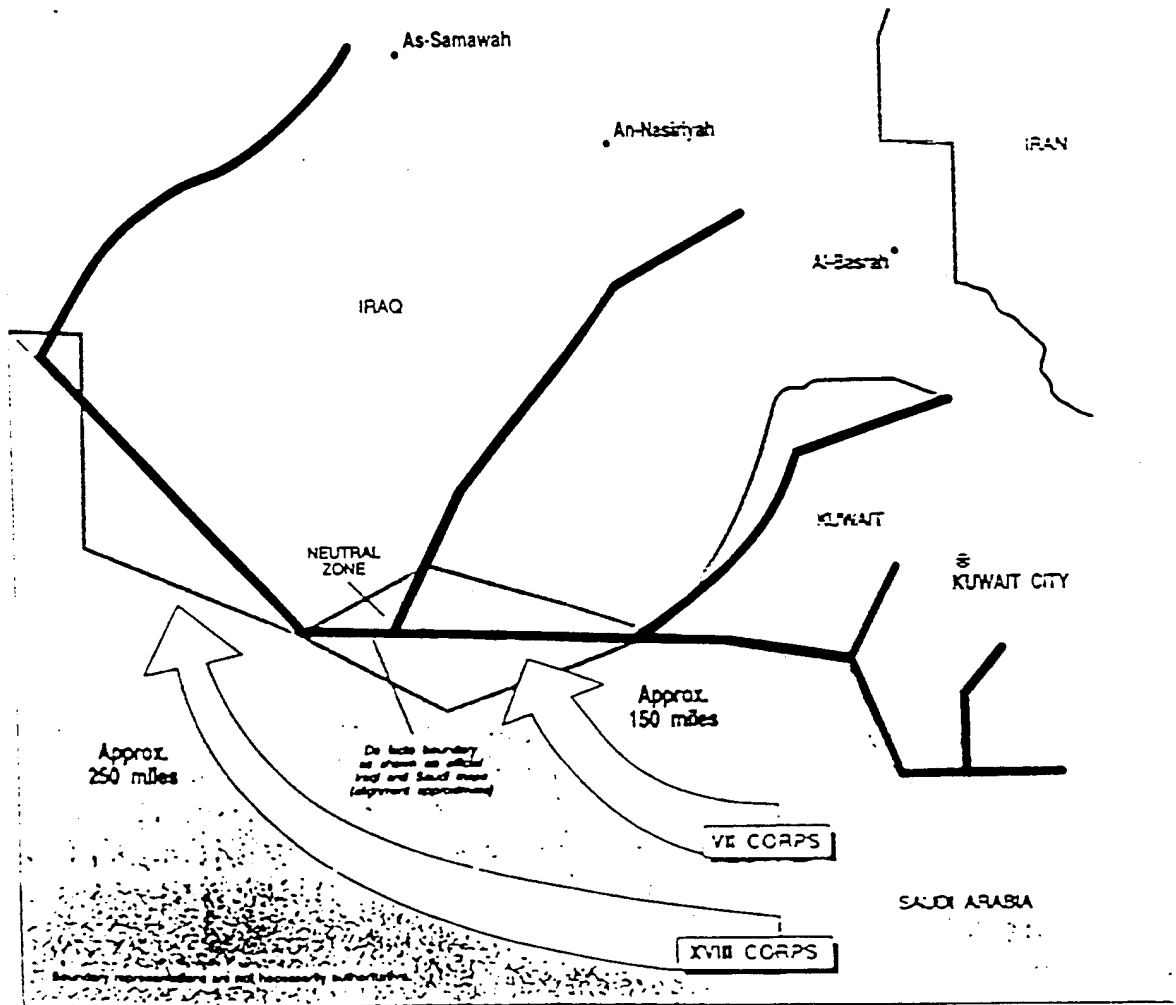 As-Samawah
An-Nasiriyah
IRAN
Al-Basrah
IRAQ
KUWAIT
NEUTRAL
ZONE
KUWAIT CITY
Approx.
150 miles
Approx.
250 miles
De facto boundary
as shown on official
Iraqi and Saudi maps
(alignment approximate)
VII CORPS
SAUDI ARABIA
XVIII CORPS
Boundary representations are not necessarily authoritative.